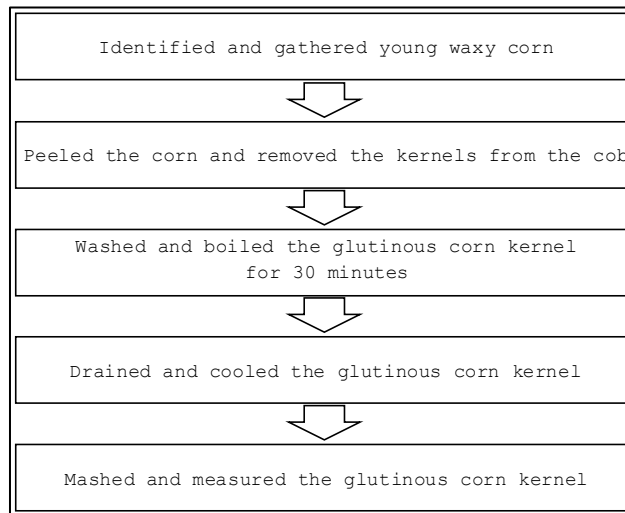 Identified and gathered young waxy corn
Peeled the corn and removed the kernels from the cob
Washed and boiled the glutinous corn kernel
for 30 minutes
Drained and cooled the glutinous corn kernel
Mashed and measured the glutinous corn kernel